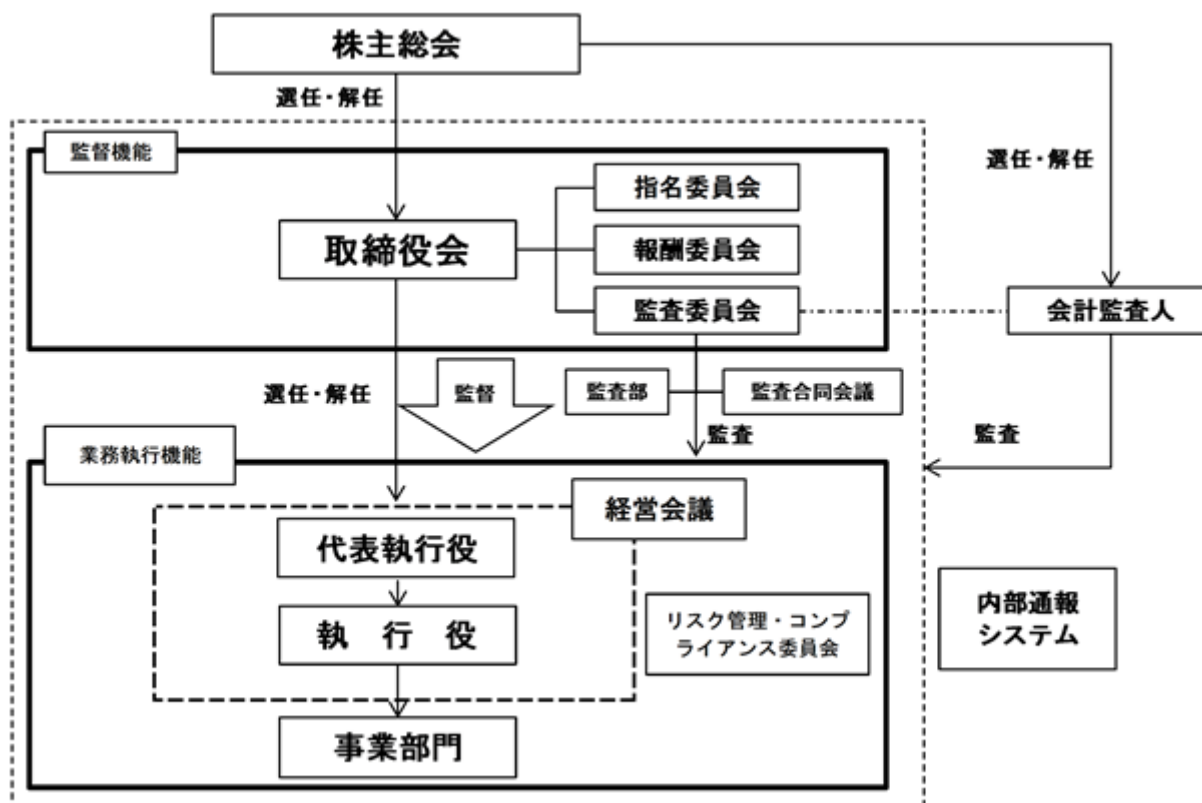 株主総会
選任・解任
監督機能
選任・解任
指名委員会
取締役会
報酬委員会
監査委員会
会計監査人
選任・解任
監督
監査部
監査合同会議
監査
監査
業務執行機能
経営会議
代表執行役
執 行 役
リスク管理・コンプ
ライアンス委員会
内部通報
システム
事業部門